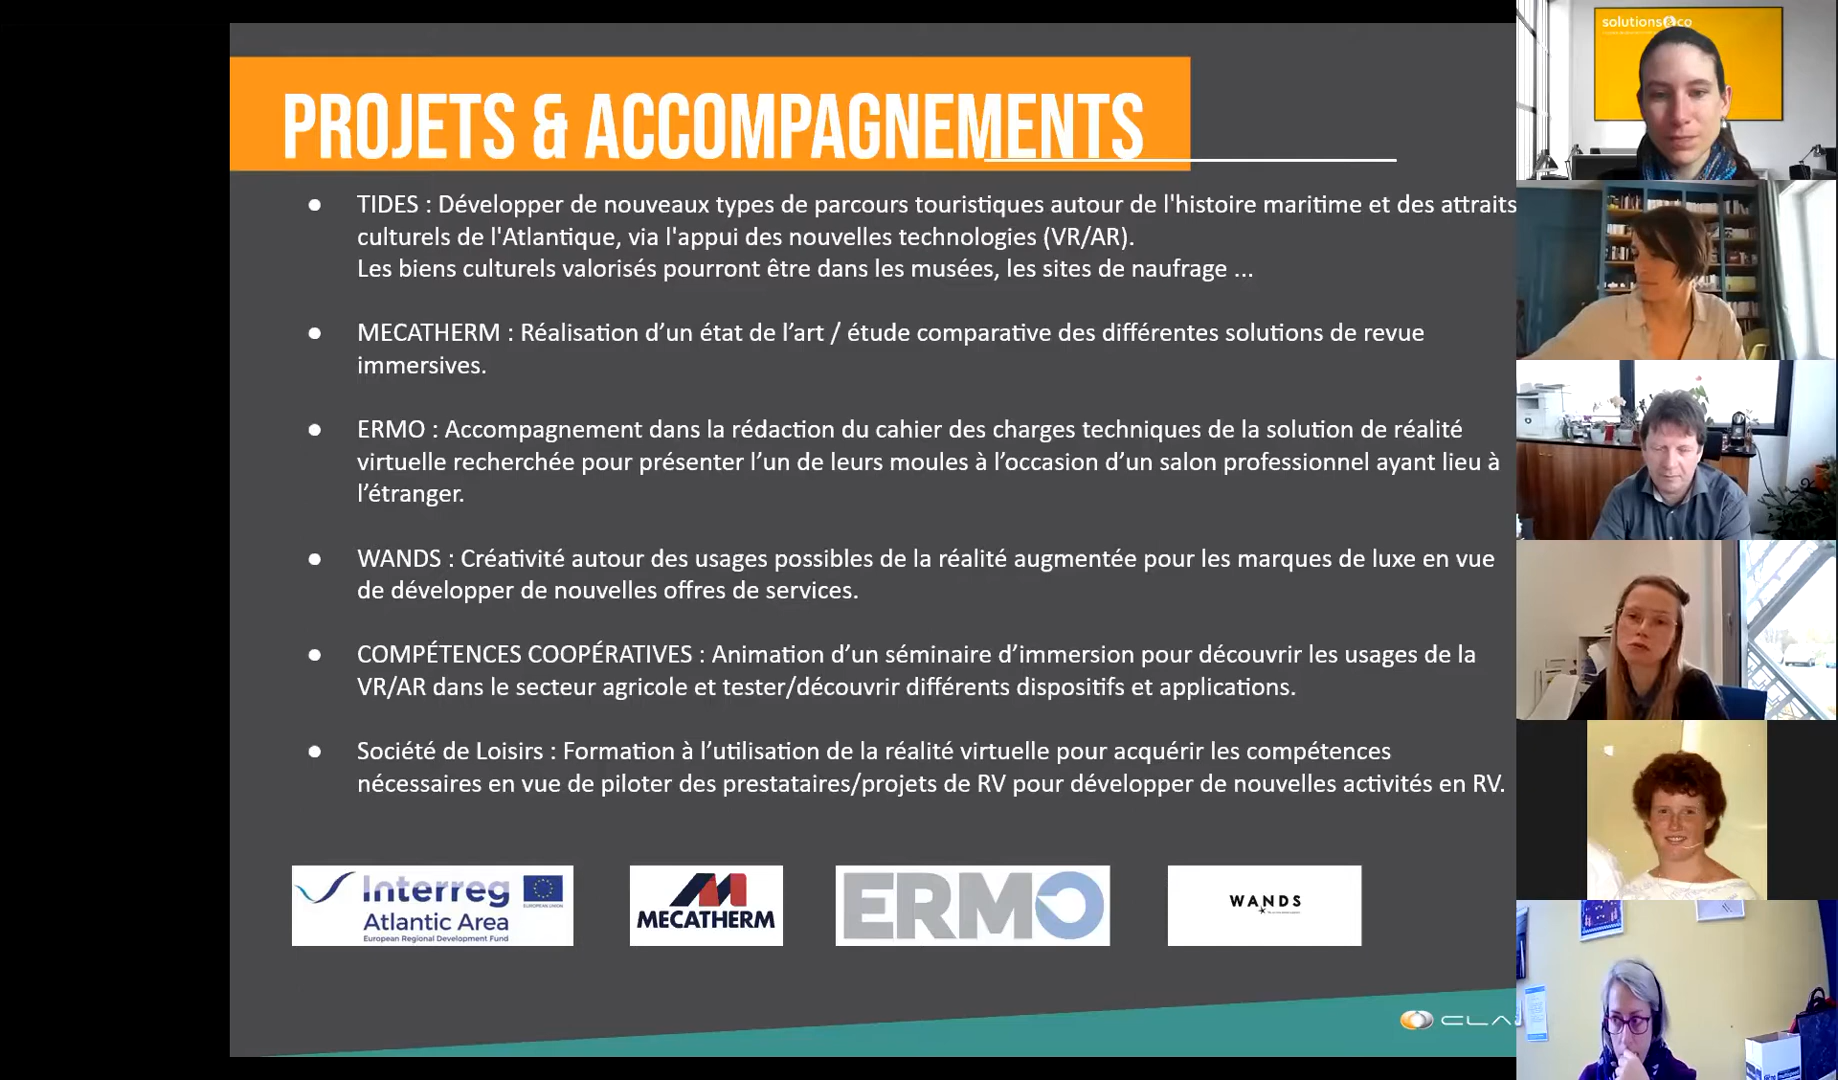 PROJETS & ACCOMPAGNEMENTS
● TIDES : Développer de nouveaux types de parcours touristiques autour de l'histoire maritime et des attraits
culturels de l'Atlantique, via l'appui des nouvelles technologies (VR/AR).
Les biens culturels valorisés pourront être dans les musées, les sites de naufrage ...
● MECATHERM : Réalisation d’un état de l’art / étude comparative des différentes solutions de revue
immersives.
● ERMO : Accompagnement dans la rédaction du cahier des charges techniques de la solution de réalité
virtuelle recherchée pour présenter l’un de leurs moules à l’occasion d’un salon professionnel ayant lieu à
l’étranger.
● WANDS : Créativité autour des usages possibles de la réalité augmentée pour les marques de luxe en vue
de développer de nouvelles offres de services.
● COMPÉTENCES COOPÉRATIVES : Animation d’un séminaire d’immersion pour découvrir les usages de la
VR/AR dans le secteur agricole et tester/découvrir différents dispositifs et applications.
● Société de Loisirs : Formation à l’utilisation de la réalité virtuelle pour acquérir les compétences
nécessaires en vue de piloter des prestataires/projets de RV pour développer de nouvelles activités en RV.
Interreg
EUROPEAN UNION
Atlantic Area
European Regional Development Fund
MECATHERM
ERMO
WANDS
solutions&co